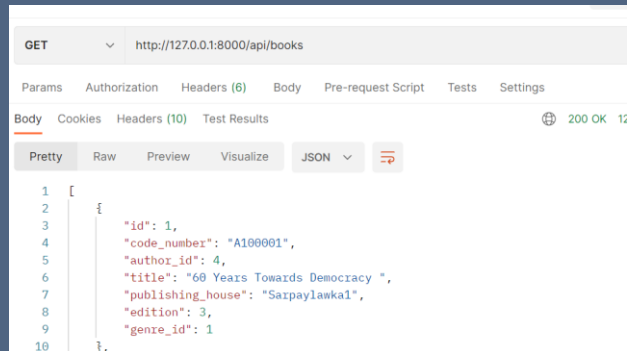 GET http://127.0.0.1:8000/api/books
Params Authorization Headers (6) Body Pre-request Script Tests Settings
Body Cookies Headers (10) Test Results 200 OK 12
Pretty Raw Preview Visualize JSON
1 [
2 {
3 "id": 1,
4 "code_number": "A100001",
5 "author_id": 4,
6 "title": "60 Years Towards Democracy ",
7 "publishing_house": "Sarpaylawka1",
8 "edition": 3,
9 "genre_id": 1
10 },